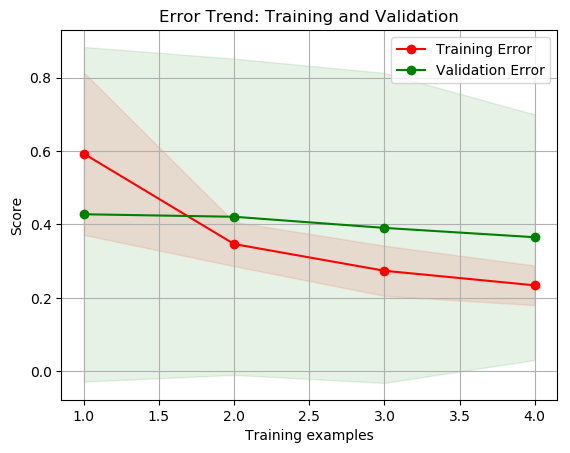 Error Trend: Training and Validation
Training Error
Validation Error
0.8
0.6
0.4
0.2
0.0
Score
1.0 1.5 2.0 2.5 3.0 3.5 4.0
Training examples